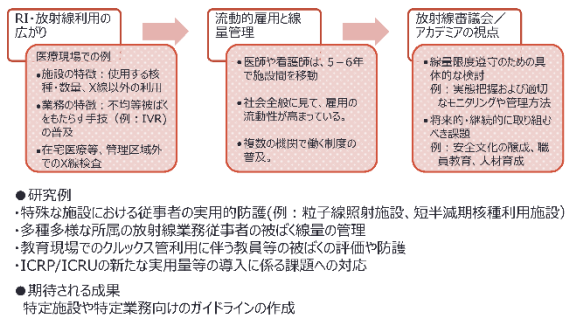 RI・放射線利用の
広がり
医療現場での例
●施設の特徴：使用する核
種・数量、X線以外の利用
●業務の特徴：不均等被ばく
をもたらす手技（例：IVR）
の普及
●在宅医療等、管理区域外
でのX線検査
流動的雇用と線
量管理
●医師や看護師は、5－6年
で施設間を移動
●社会全般に見て、雇用の
流動性が高まっている。
●複数の機関で働く制度の
普及。
放射線審議会／
アカデミアの視点
●線量限度遵守のための具
体的な検討
例：実態把握および適切
なモニタリングや管理方法
●将来的・継続的に取り組む
べき課題
例：安全文化の醸成、職
員教育、人材育成
●研究例
・特殊な施設における従事者の実用的防護(例：粒子線照射施設、短半減期核種利用施設）
・多種多様な所属の放射線業務従事者の被ばく線量の管理
・教育現場でのクルックス管利用に伴う教員等の被ばくの評価や防護
・ICRP/ICRUの新たな実用量等の導入に係る課題への対応
●期待される成果
特定施設や特定業務向けのガイドラインの作成